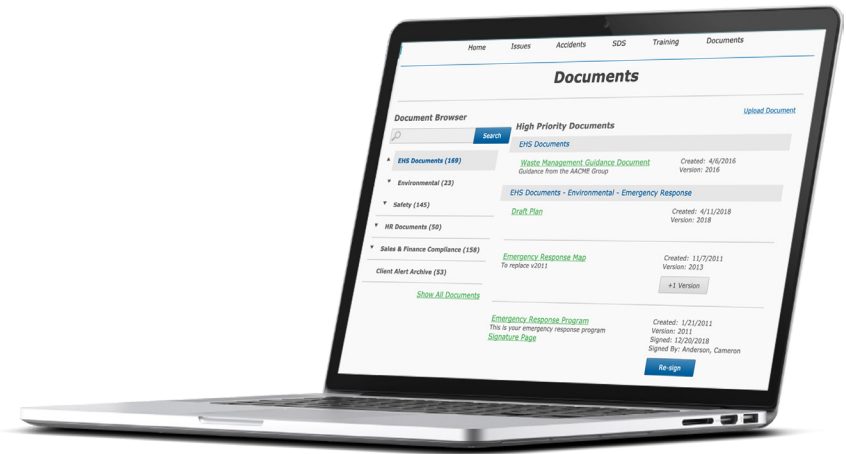 Home Issues Accidents SDS Training Documents
Documents
Upload Document
Document Browser
Search
EHS Documents (169)
Environmental (23)
Safety (145)
HR Documents (50)
Sales & Finance Compliance (158)
Client Alert Archive (53)
Show All Documents
High Priority Documents
EHS Documents
Waste Management Guidance Document
Guidance from the AACME Group
Created: 4/6/2016
Version: 2016
EHS Documents - Environmental - Emergency Response
Draft Plan
Created: 4/11/2018
Version: 2018
Emergency Response Map
To replace v2011
Created: 11/7/2011
Version: 2013
+1 Version
Emergency Response Program
This is your emergency response program
Signature Page
Created: 1/21/2011
Version: 2011
Signed: 12/20/2018
Signed By: Anderson, Cameron
Re-sign